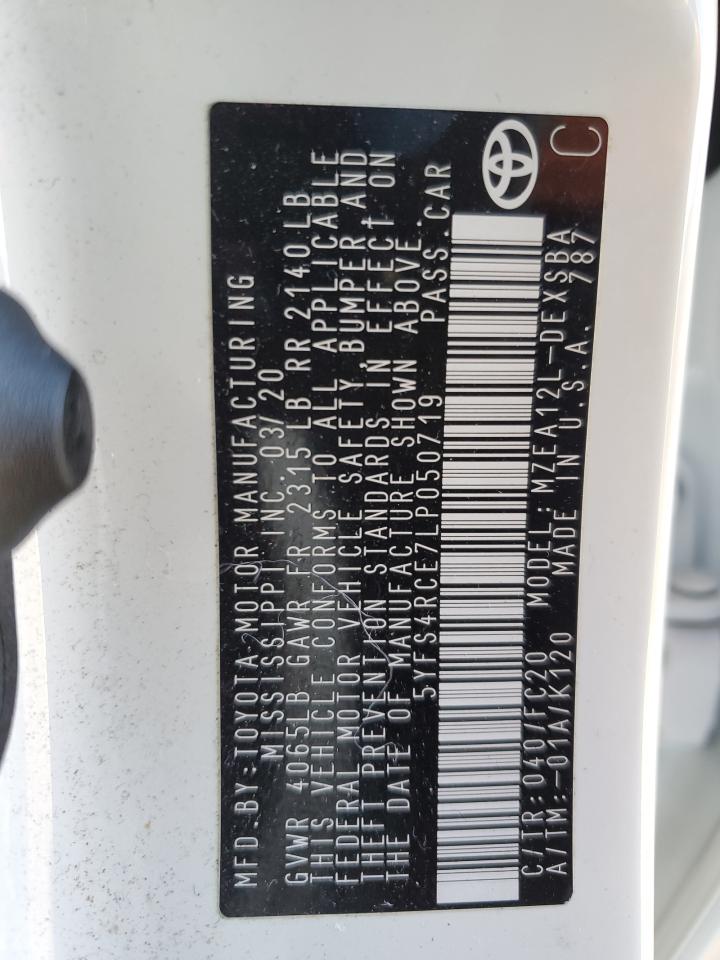 MFD.BY:TOYOTA MOTOR MANUFACTURING
MISSISSIPPI INC.03/20
GVWR 4065LB GAWR FR 2315 LB RR 2140LB
THIS VEHICLE CONFORMS TO ALL APPLICABLE
FEDERAL MOTOR VEHICLE SAFETY, BUMPER, AND
THEFT PREVENTION STANDARDS IN EFFECT ON
THE DATE OF MANUFACTURE SHOWN ABOVE.
5YFS4RCE7LP050719 PASS.CAR
C/TR:040/FC20 MODEL:MZEA12L-DEXSBA
A/TM:-01A/K120 MADE IN U.S.A. 787
C